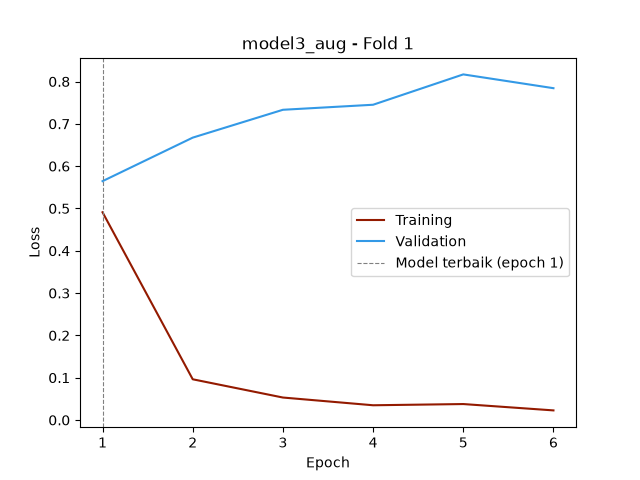 model3_aug - Fold 1
0.8
0.7
0.6
0.5
0.4
0.3
0.2
0.1
0.0
Loss
Training
Validation
Model terbaik (epoch 1)
1 2 3 4 5 6
Epoch